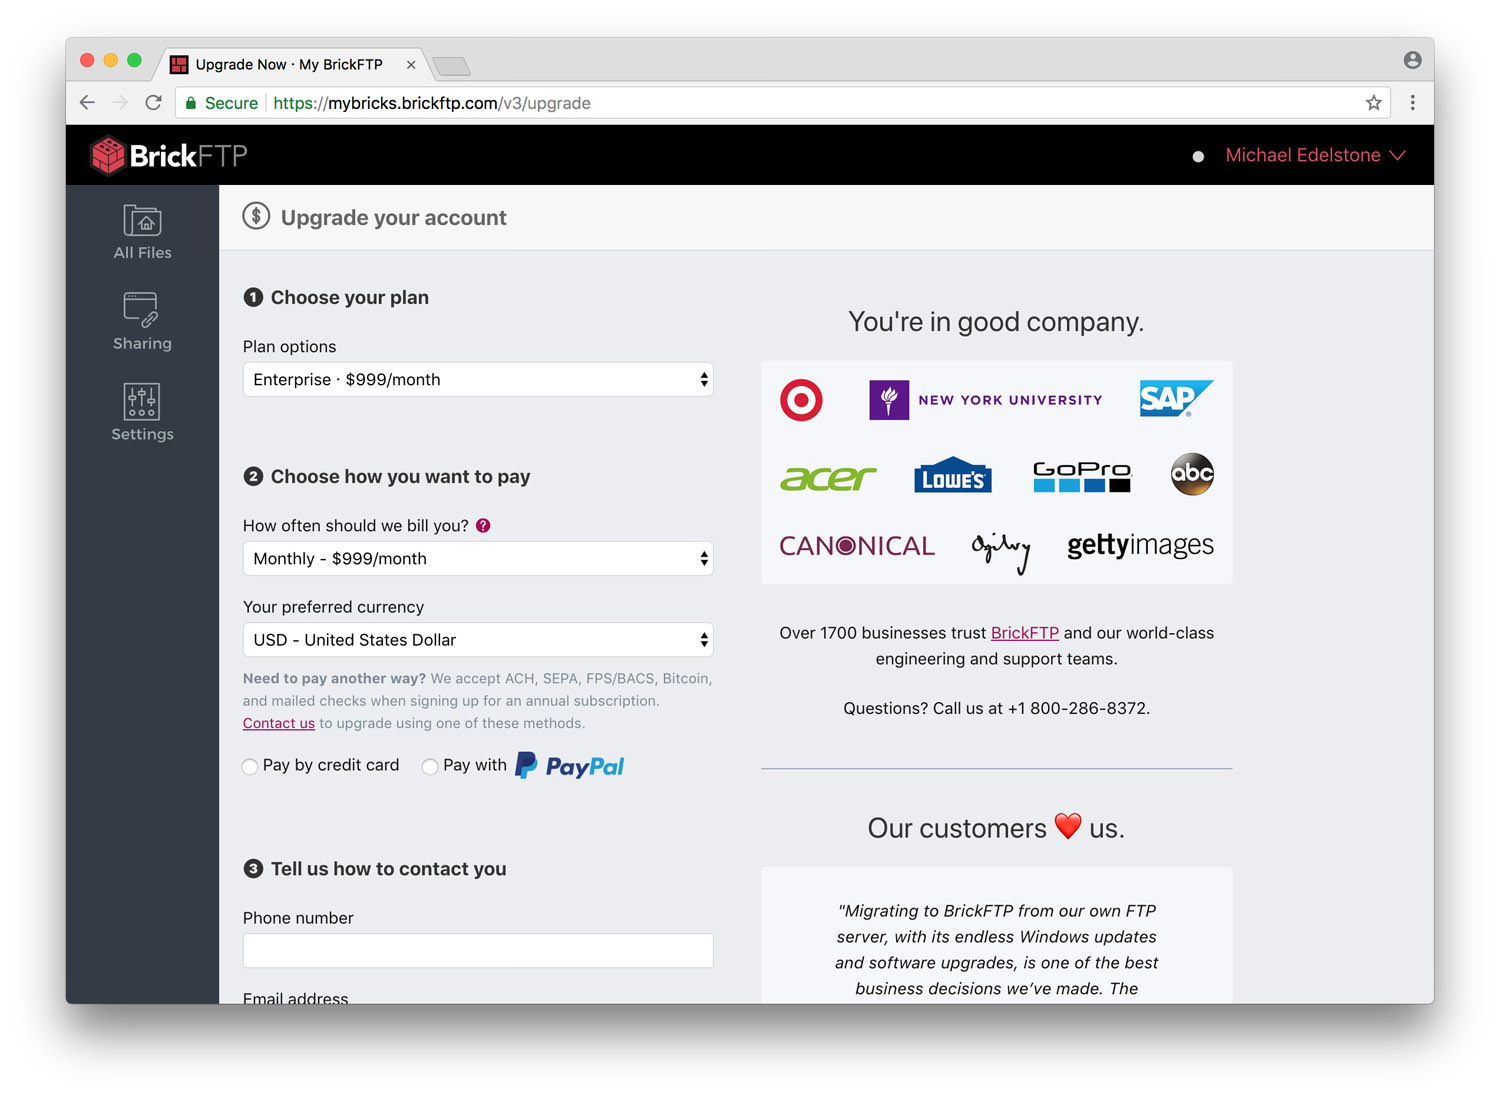 Upgrade Now · My BrickFTP
Secure https://mybricks.brickftp.com/v3/upgrade
BrickFTP
Michael Edelstone
All Files
Sharing
Settings
$ Upgrade your account
1 Choose your plan
Plan options
Enterprise · $999/month
2 Choose how you want to pay
How often should we bill you? ?
Monthly - $999/month
Your preferred currency
USD - United States Dollar
Need to pay another way? We accept ACH, SEPA, FPS/BACS, Bitcoin,
and mailed checks when signing up for an annual subscription.
Contact us to upgrade using one of these methods.
Pay by credit card
Pay with PayPal
3 Tell us how to contact you
Phone number
Email address
You're in good company.
NEW YORK UNIVERSITY
SAP
acer
LOWE'S
GoPro
abc
CANONICAL
Ogilvy
gettyimages
Over 1700 businesses trust BrickFTP and our world-class
engineering and support teams.
Questions? Call us at +1 800-286-8372.
Our customers ❤️ us.
"Migrating to BrickFTP from our own FTP
server, with its endless Windows updates
and software upgrades, is one of the best
business decisions we’ve made. The